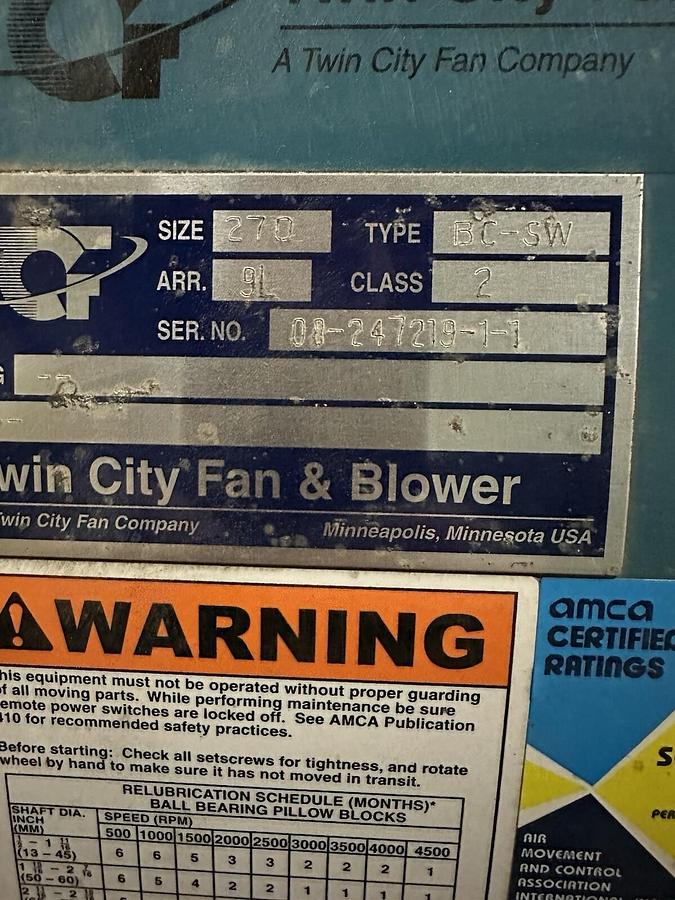 A Twin City Fan Company
SIZE 270 TYPE BC-SW
ARR. 9L CLASS 2
SER. NO. 08-247219-1-1
G --
--
win City Fan & Blower
Twin City Fan Company Minneapolis, Minnesota USA
WARNING
his equipment must not be operated without proper guarding
of all moving parts. While performing maintenance be sure
emote power switches are locked off. See AMCA Publication
410 for recommended safety practices.
Before starting: Check all setscrews for tightness, and rotate
wheel by hand to make sure it has not moved in transit.
RELUBRICATION SCHEDULE (MONTHS)*
BALL BEARING PILLOW BLOCKS
SHAFT DIA.
INCH
(MM)
SPEED (RPM)
500 1000 1500 2000 2500 3000 3500 4000 4500
(13 - 45) 6 6 5 3 3 2 2 2 1
(50 - 60) 6 5 4 2 2 1 1 1 1
amca
CERTIFIED
RATINGS
S
PER
AIR
MOVEMENT
AND CONTROL
ASSOCIATION
INTERNATIONAL